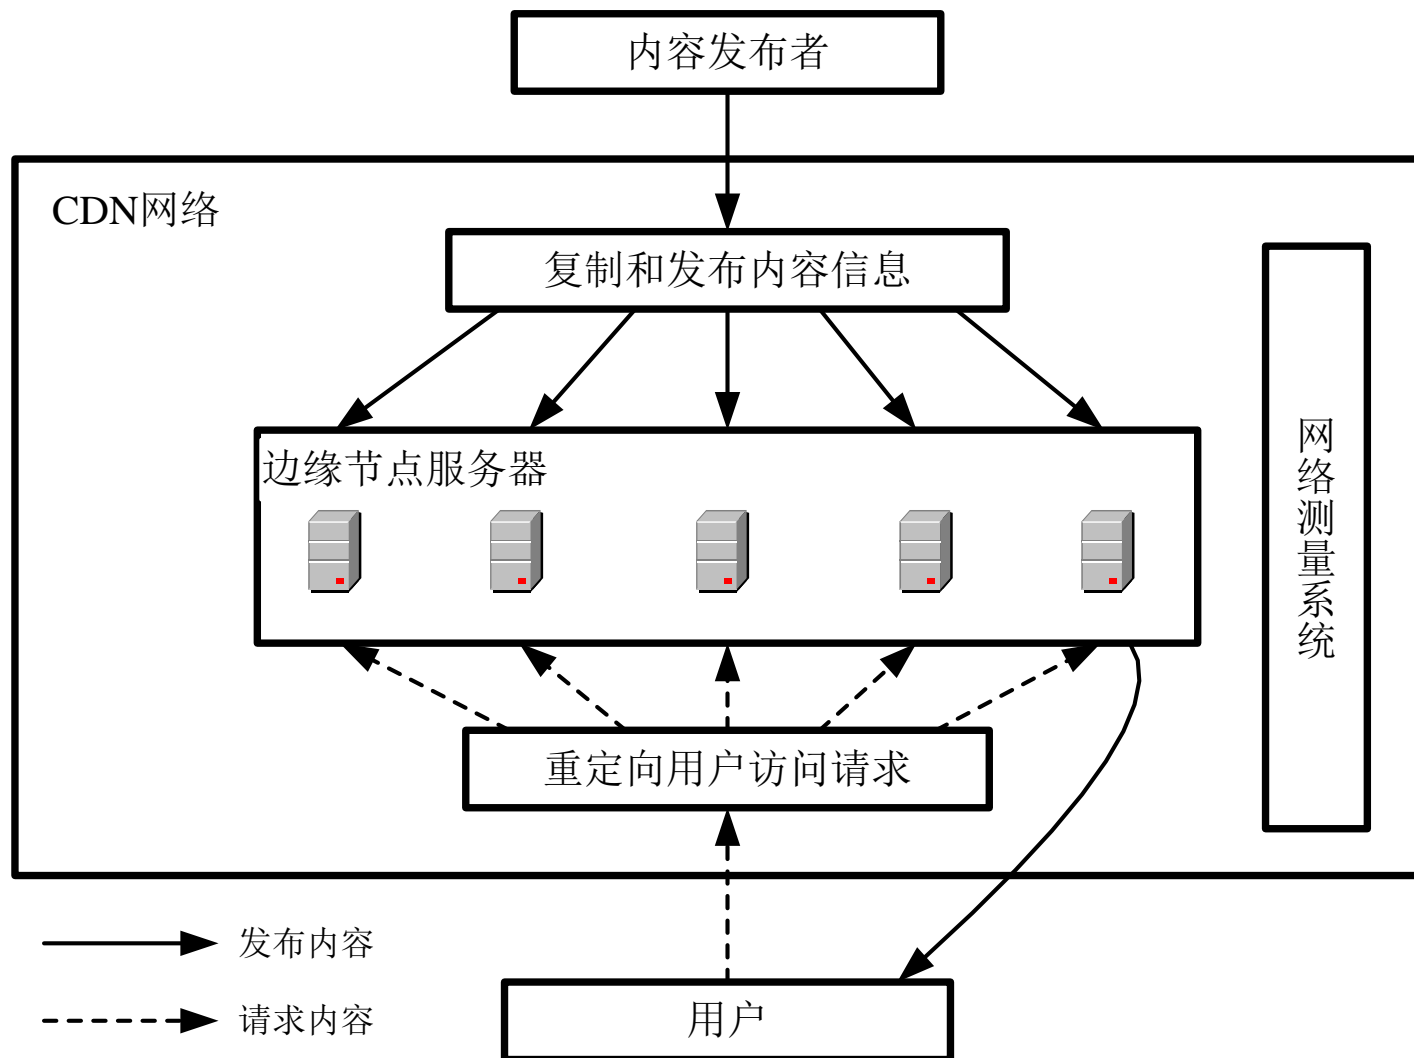 内容发布者
CDN网络
复制和发布内容信息
边缘节点服务器
网络测量系统
重定向用户访问请求
发布内容
请求内容
用户